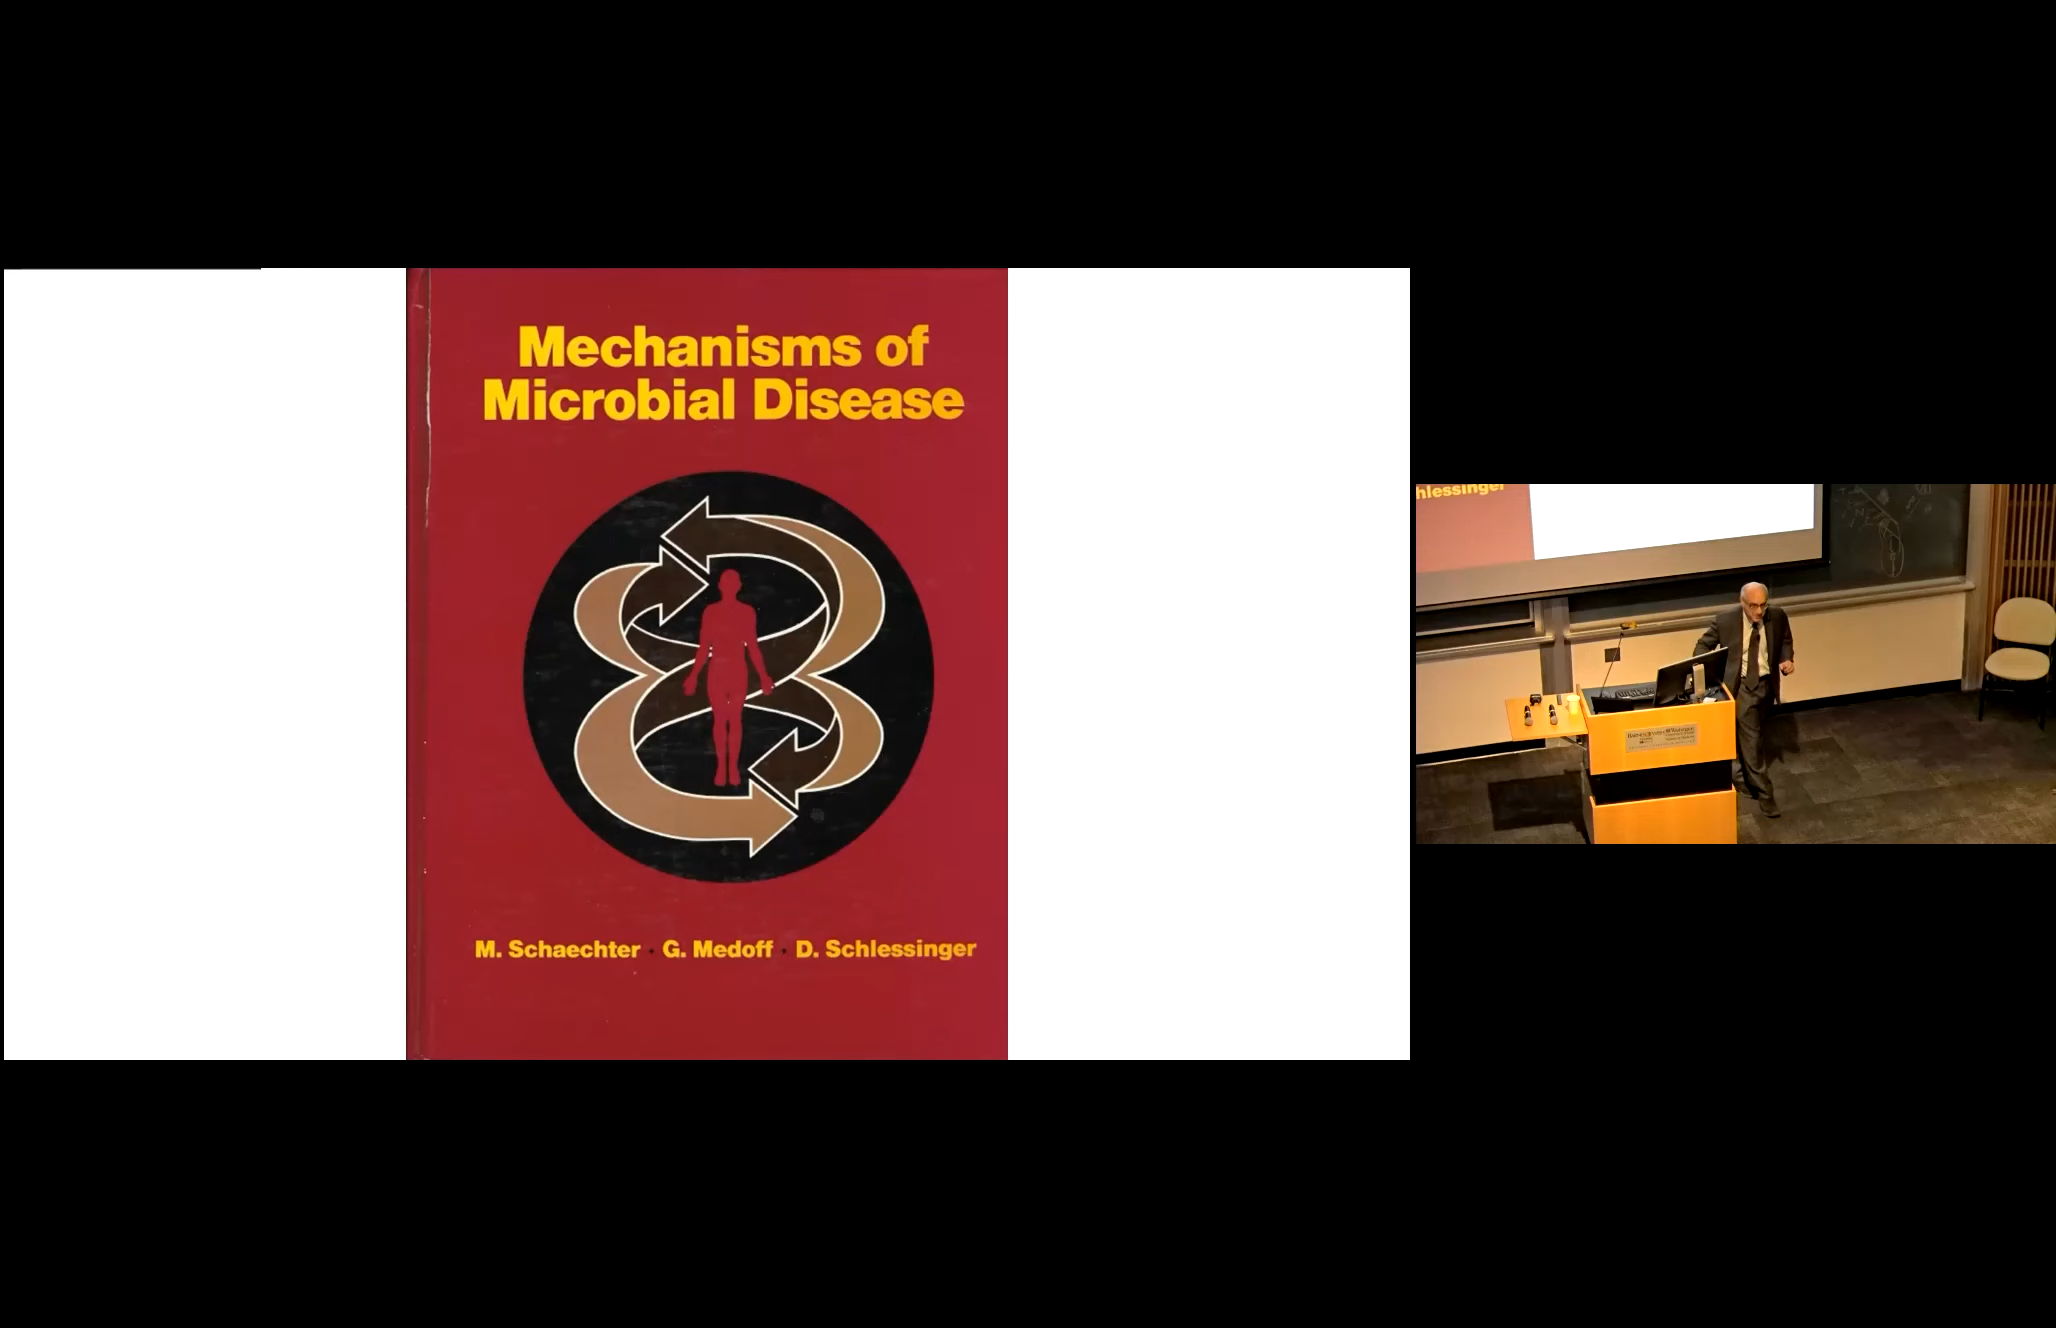 Mechanisms of
Microbial Disease
M. Schaechter · G. Medoff · D. Schlessinger
hlessinger